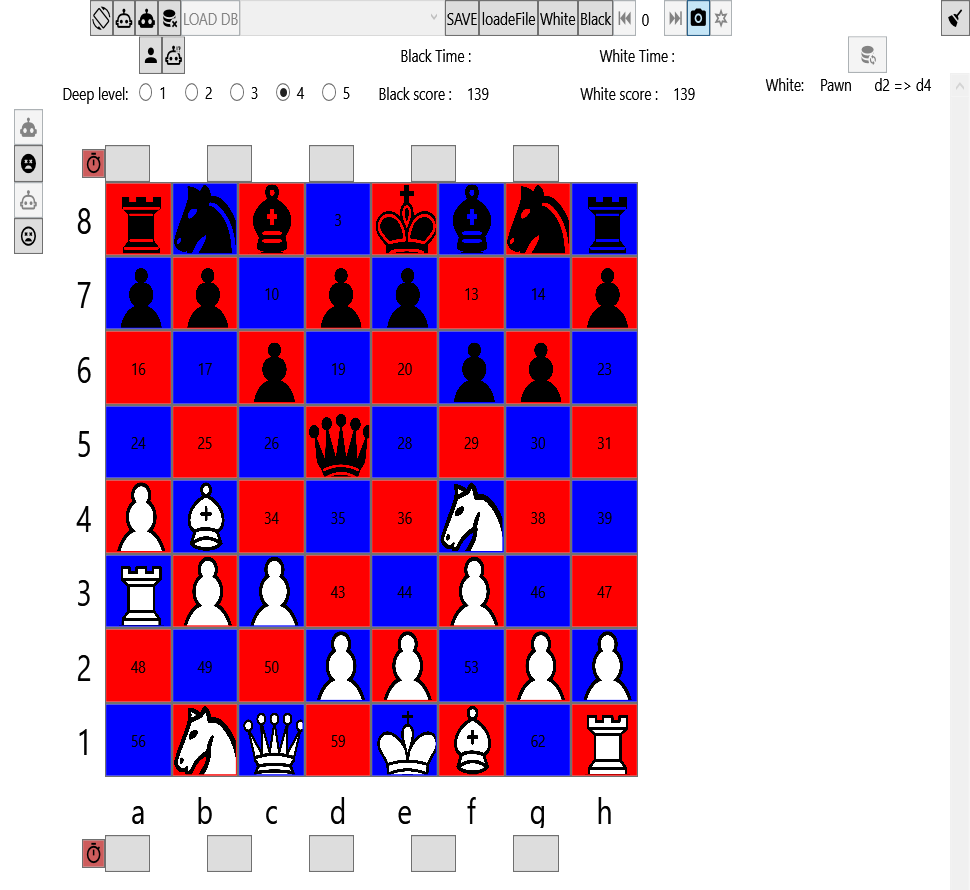 LOAD DB SAVE loadeFile White Black 0
Black Time : White Time :
White: Pawn d2 => d4
Deep level: 1 2 3 4 5 Black score : 139 White score : 139
8 3
7 10 13 14
6 16 17 19 20 23
5 24 25 26 28 29 30 31
4 34 35 36 38 39
3 43 44 46 47
2 48 49 50 53
1 56 59 62
a b c d e f g h